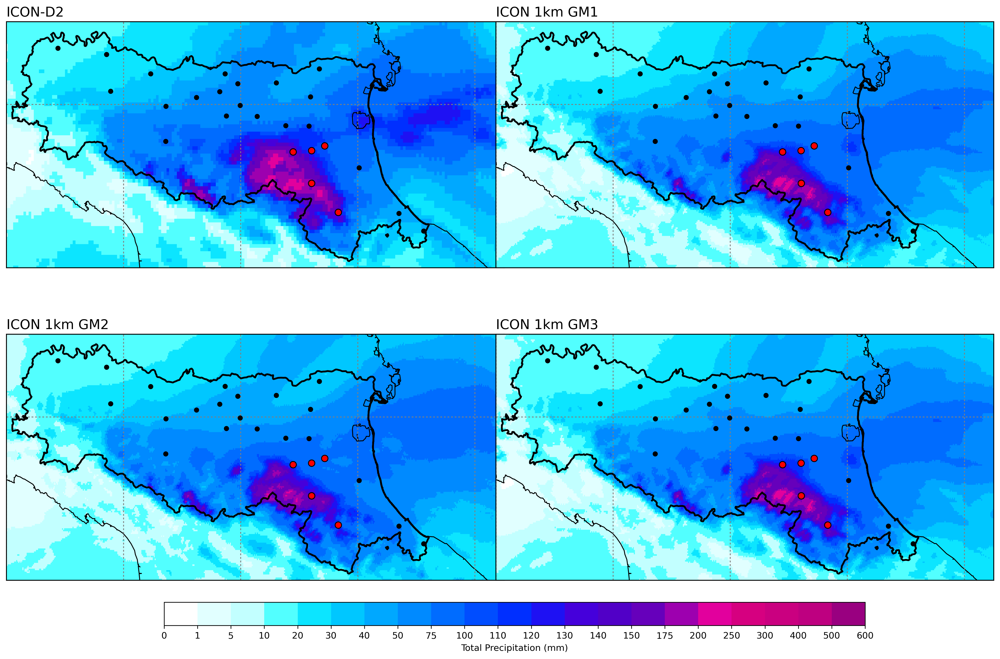 ICON-D2
ICON 1km GM1
ICON 1km GM2
ICON 1km GM3
0 1 5 10 20 30 40 50 75 100 110 120 130 140 150 175 200 250 300 400 500 600
Total Precipitation (mm)